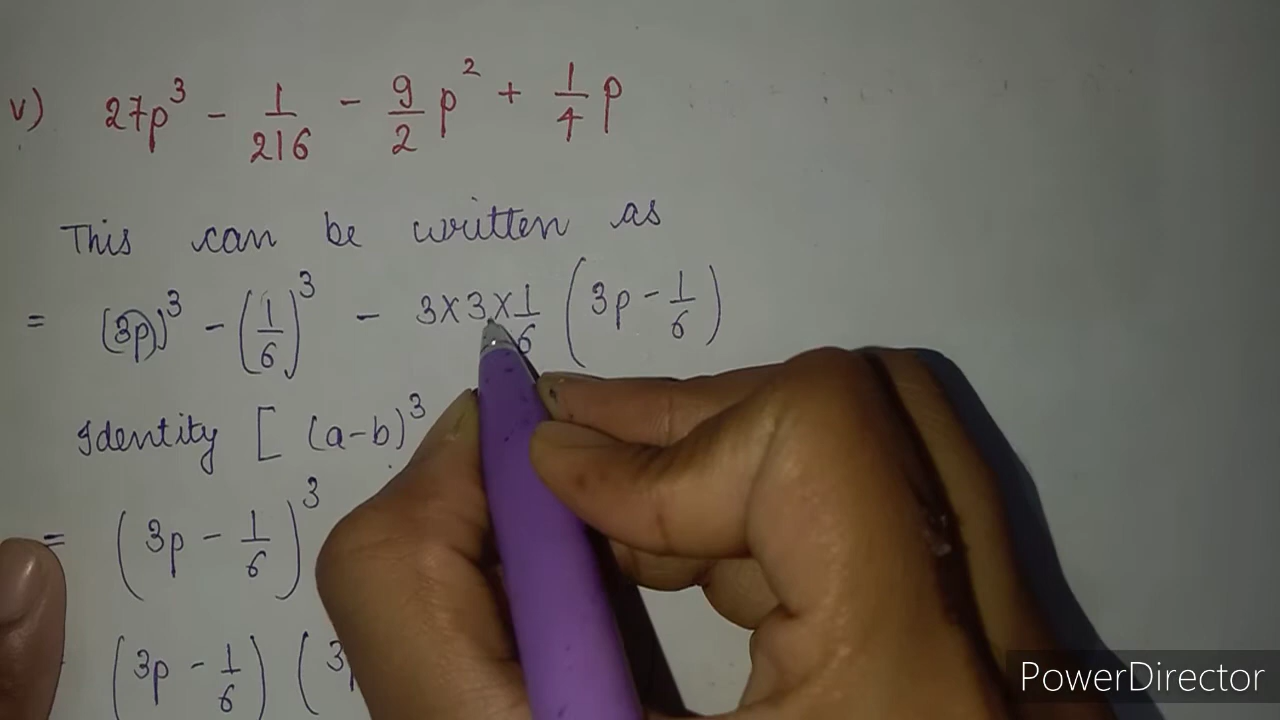 v) 27p³ - 1/216 - 9/2 p² + 1/4 p
This can be written as
= (3p)³ - (1/6)³ - 3×3×1/6 (3p - 1/6)
Identity [ (a-b)³
= (3p - 1/6)³
(3p - 1/6) (3p
PowerDirector